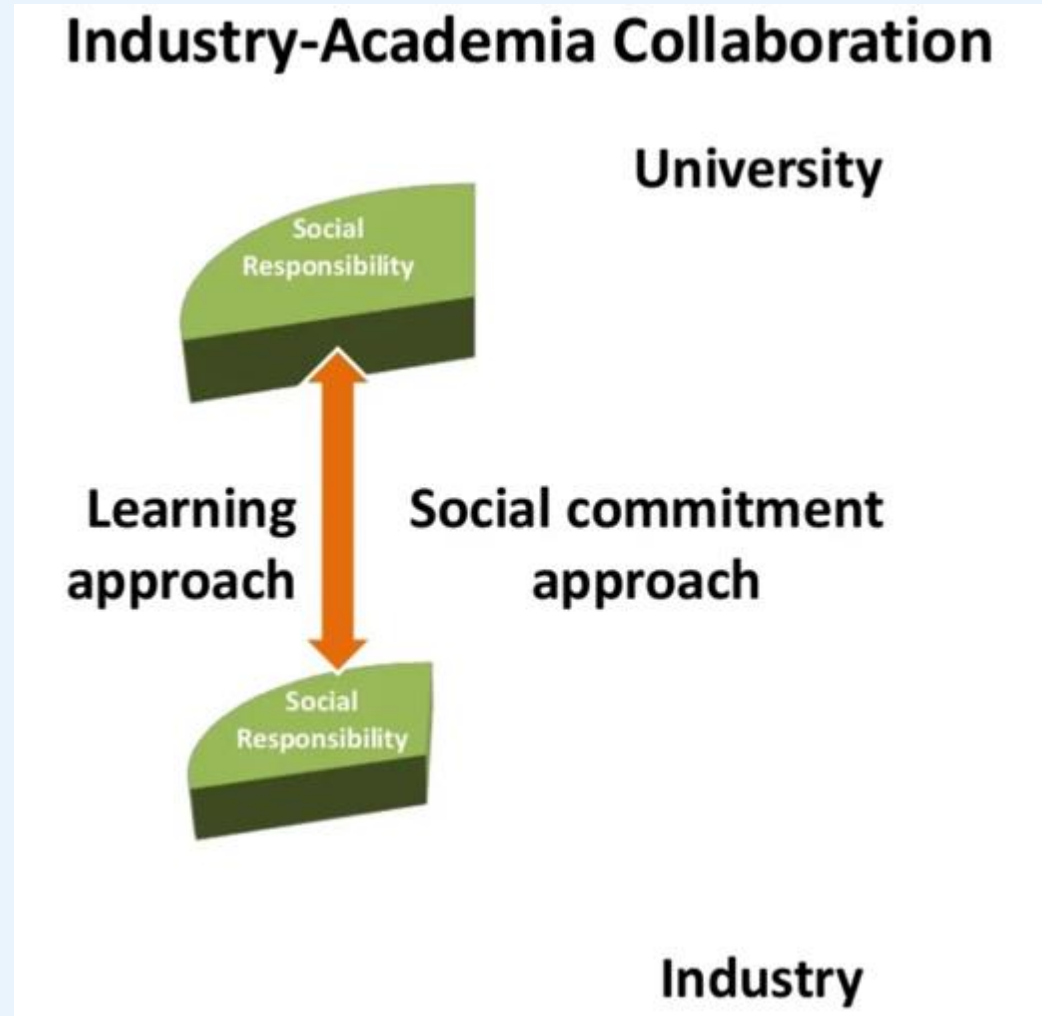 Industry-Academia Collaboration
University
Social
Responsibility
Learning
approach
Social commitment
approach
Social
Responsibility
Industry